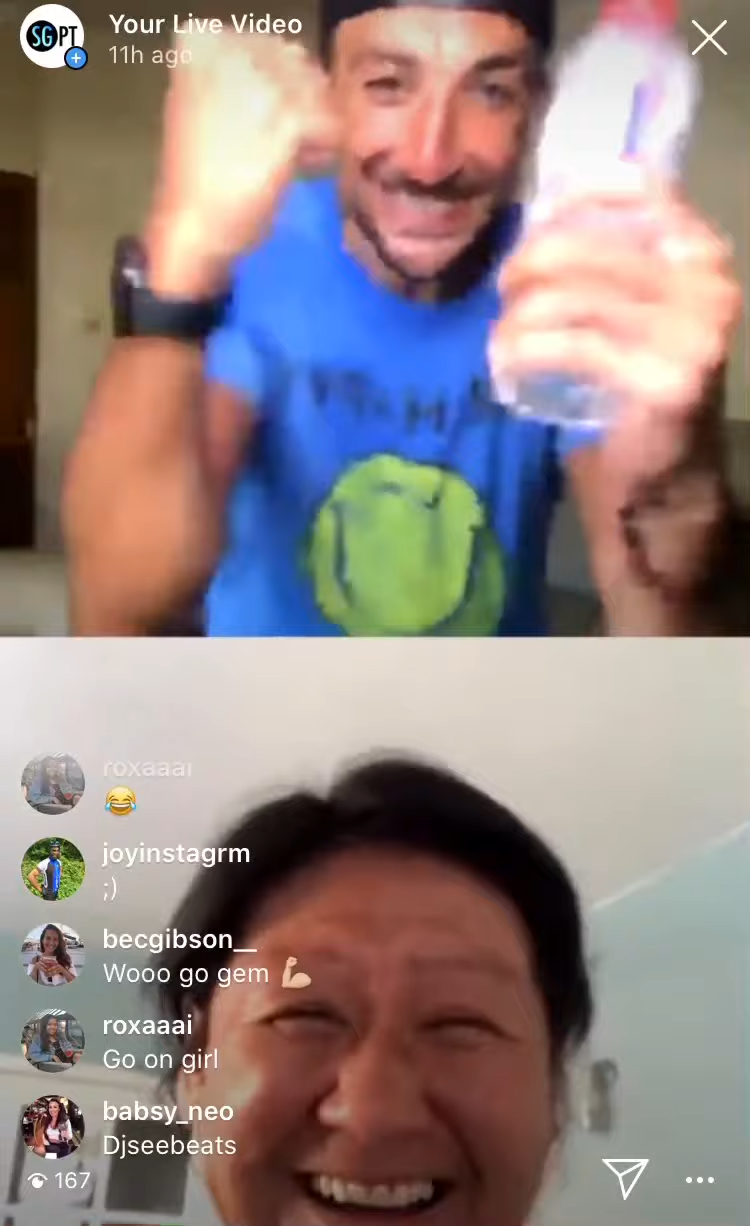 SGPT
Your Live Video
11h ago
roxaaai
😂
joyinstagrm
;)
becgibson__
Wooo go gem 💪🏻
roxaaai
Go on girl
babsy_neo
Djseebeats
167